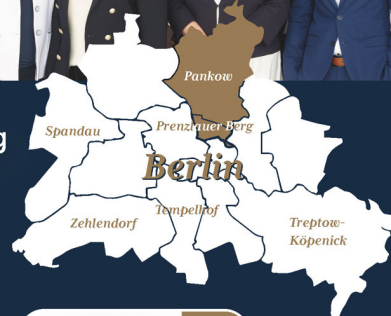 Pankow
g
Spandau
Prenzlauer Berg
Berlin
Tempelhof
Zehlendorf
Treptow-
Köpenick